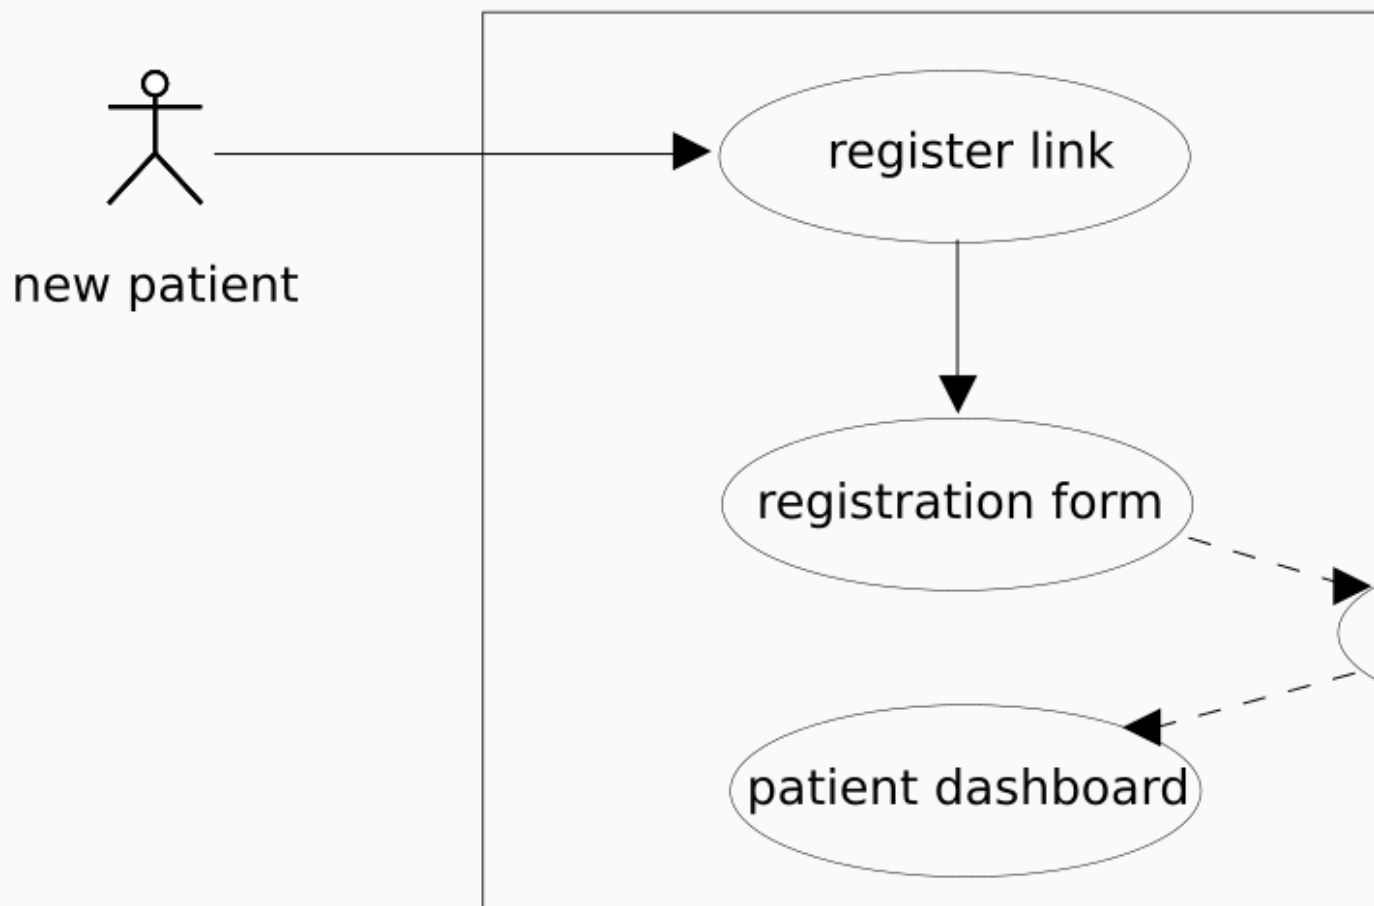 register link
new patient
registration form
patient dashboard